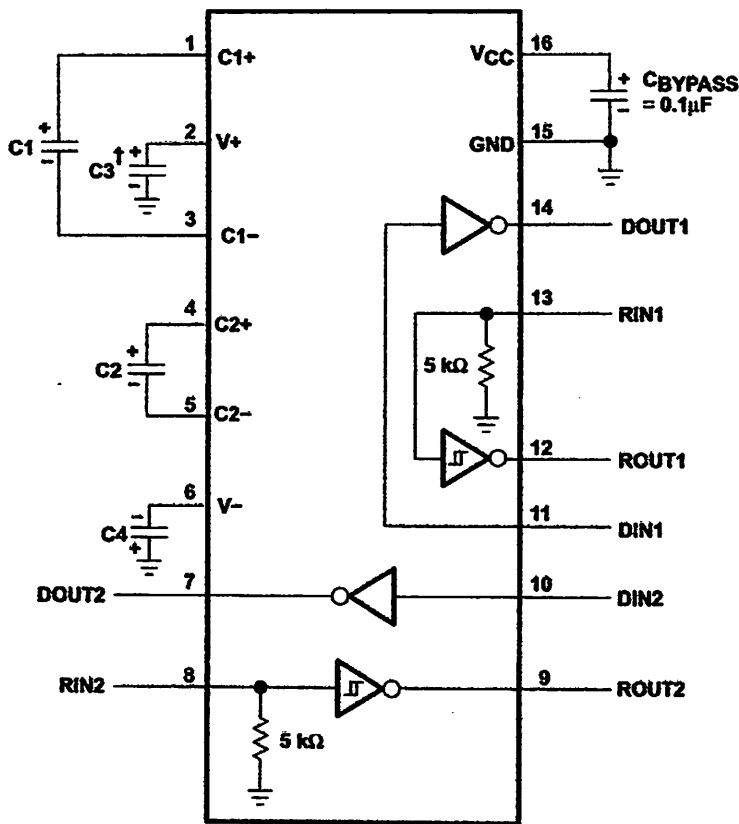 1 C1+
VCC 16
+ CBYPASS
− = 0.1μF
+
C1
−
2 V+
C3† +
−
GND 15
3 C1−
14 DOUT1
4 C2+
13 RIN1
+
C2
−
5 kΩ
5 C2−
12 ROUT1
6 V−
11 DIN1
−
C4
+
DOUT2 7
10 DIN2
RIN2 8
9 ROUT2
5 kΩ